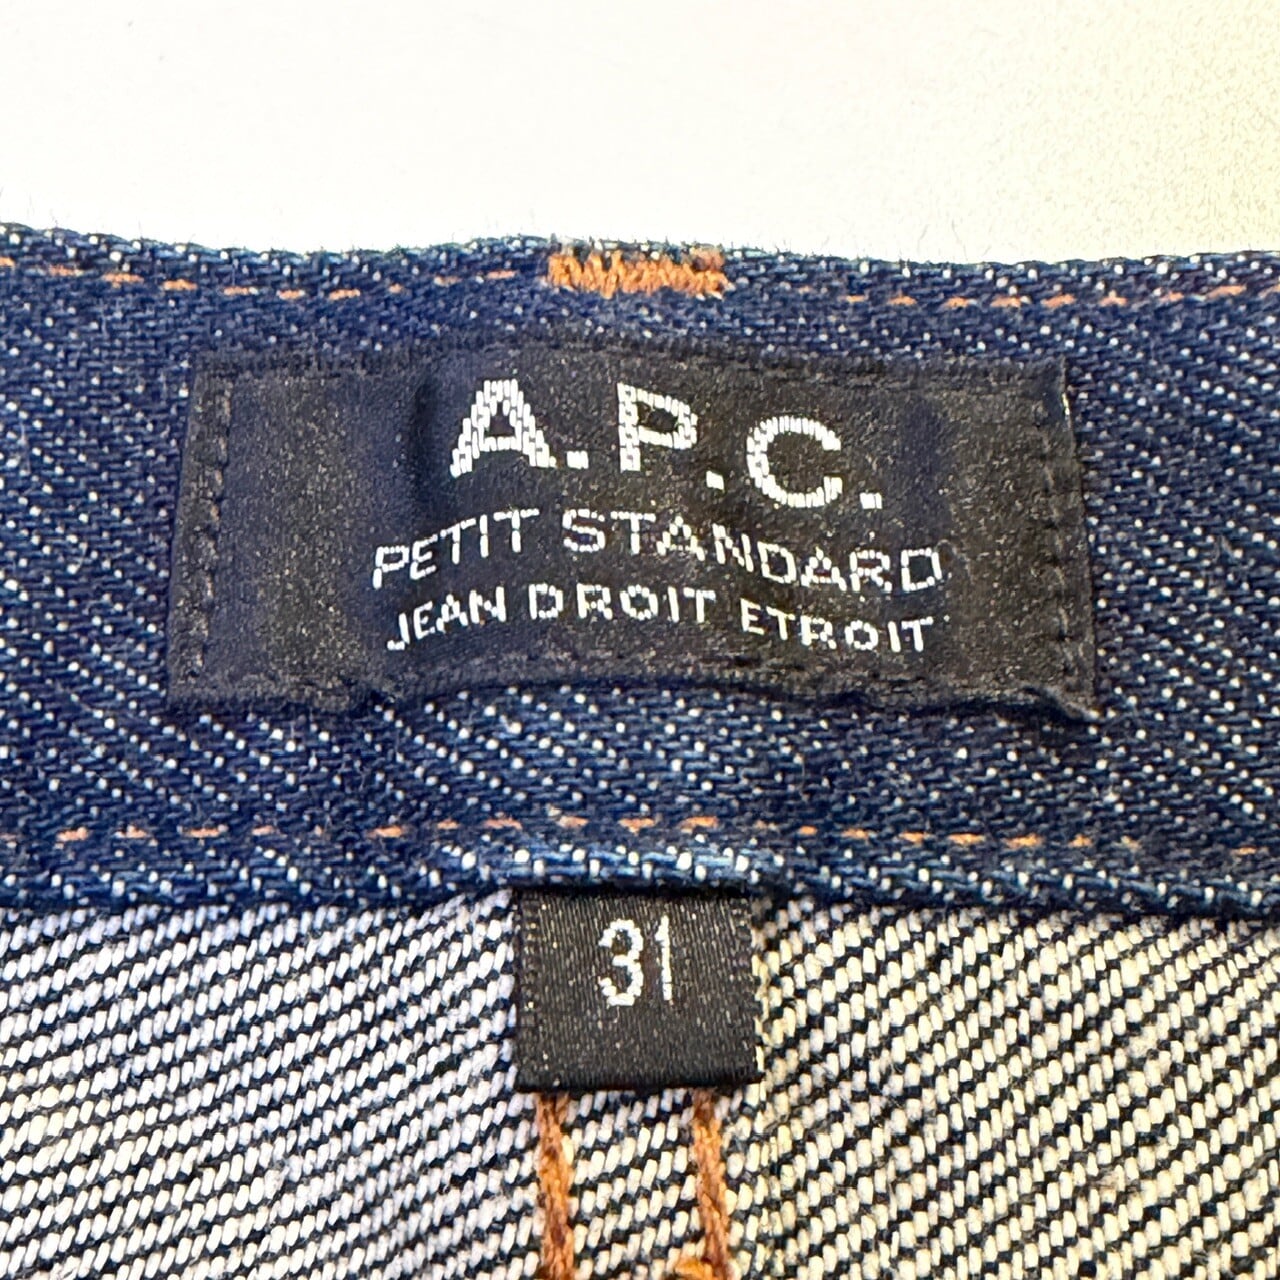 A.P.C.
PETIT STANDARD
JEAN DROIT ETROIT
31